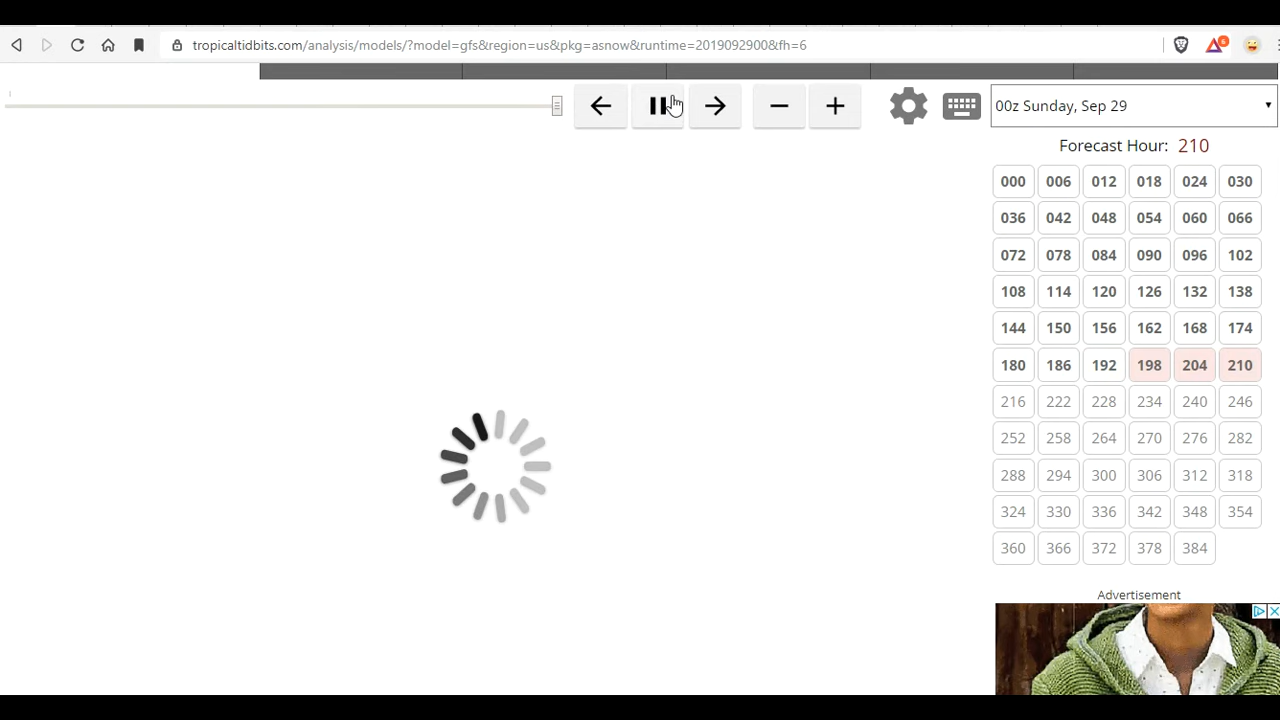 tropicaltidbits.com/analysis/models/?model=gfs&region=us&pkg=asnow&runtime=2019092900&fh=6
6
00z Sunday, Sep 29
Forecast Hour: 210
000 006 012 018 024 030
036 042 048 054 060 066
072 078 084 090 096 102
108 114 120 126 132 138
144 150 156 162 168 174
180 186 192 198 204 210
216 222 228 234 240 246
252 258 264 270 276 282
288 294 300 306 312 318
324 330 336 342 348 354
360 366 372 378 384
Advertisement